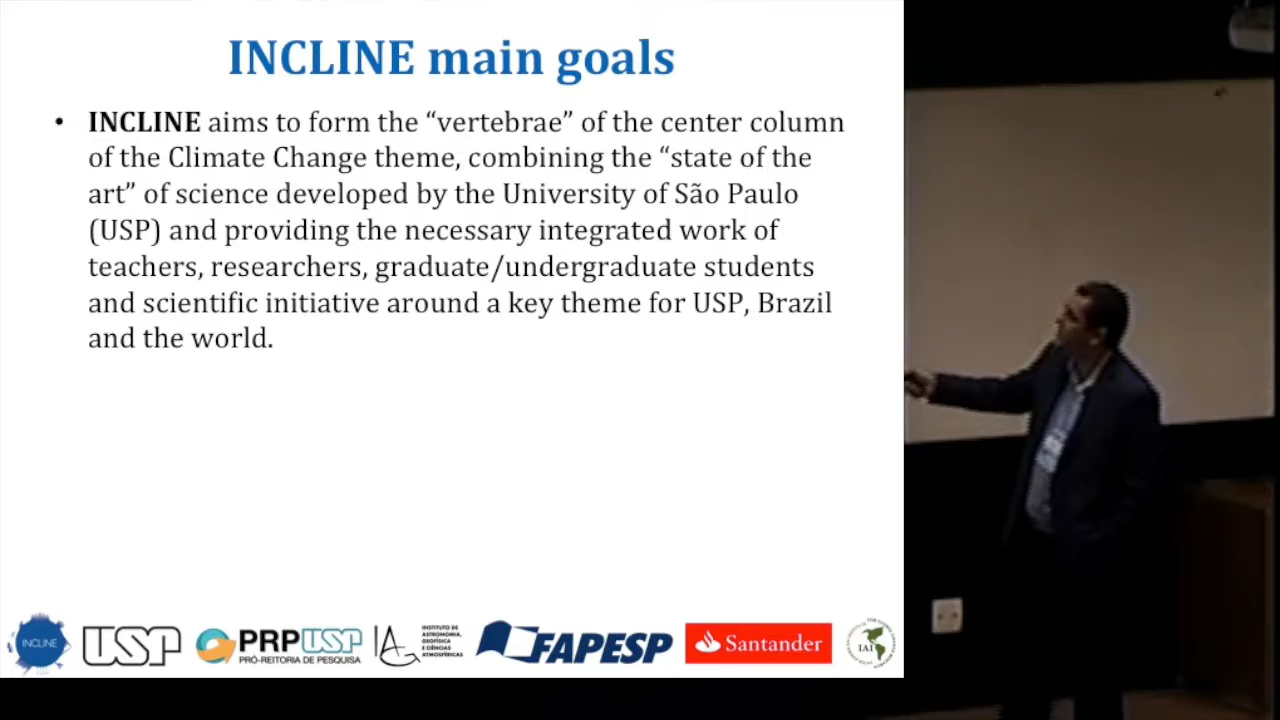 INCLINE main goals
• INCLINE aims to form the “vertebrae” of the center column
of the Climate Change theme, combining the “state of the
art” of science developed by the University of São Paulo
(USP) and providing the necessary integrated work of
teachers, researchers, graduate/undergraduate students
and scientific initiative around a key theme for USP, Brazil
and the world.
INCLINE
USP
PRPUSP
PRÓ-REITORIA DE PESQUISA
IAG
INSTITUTO DE
ASTRONOMIA,
GEOFÍSICA
E CIÊNCIAS
ATMOSFÉRICAS
FAPESP
Santander
IAI